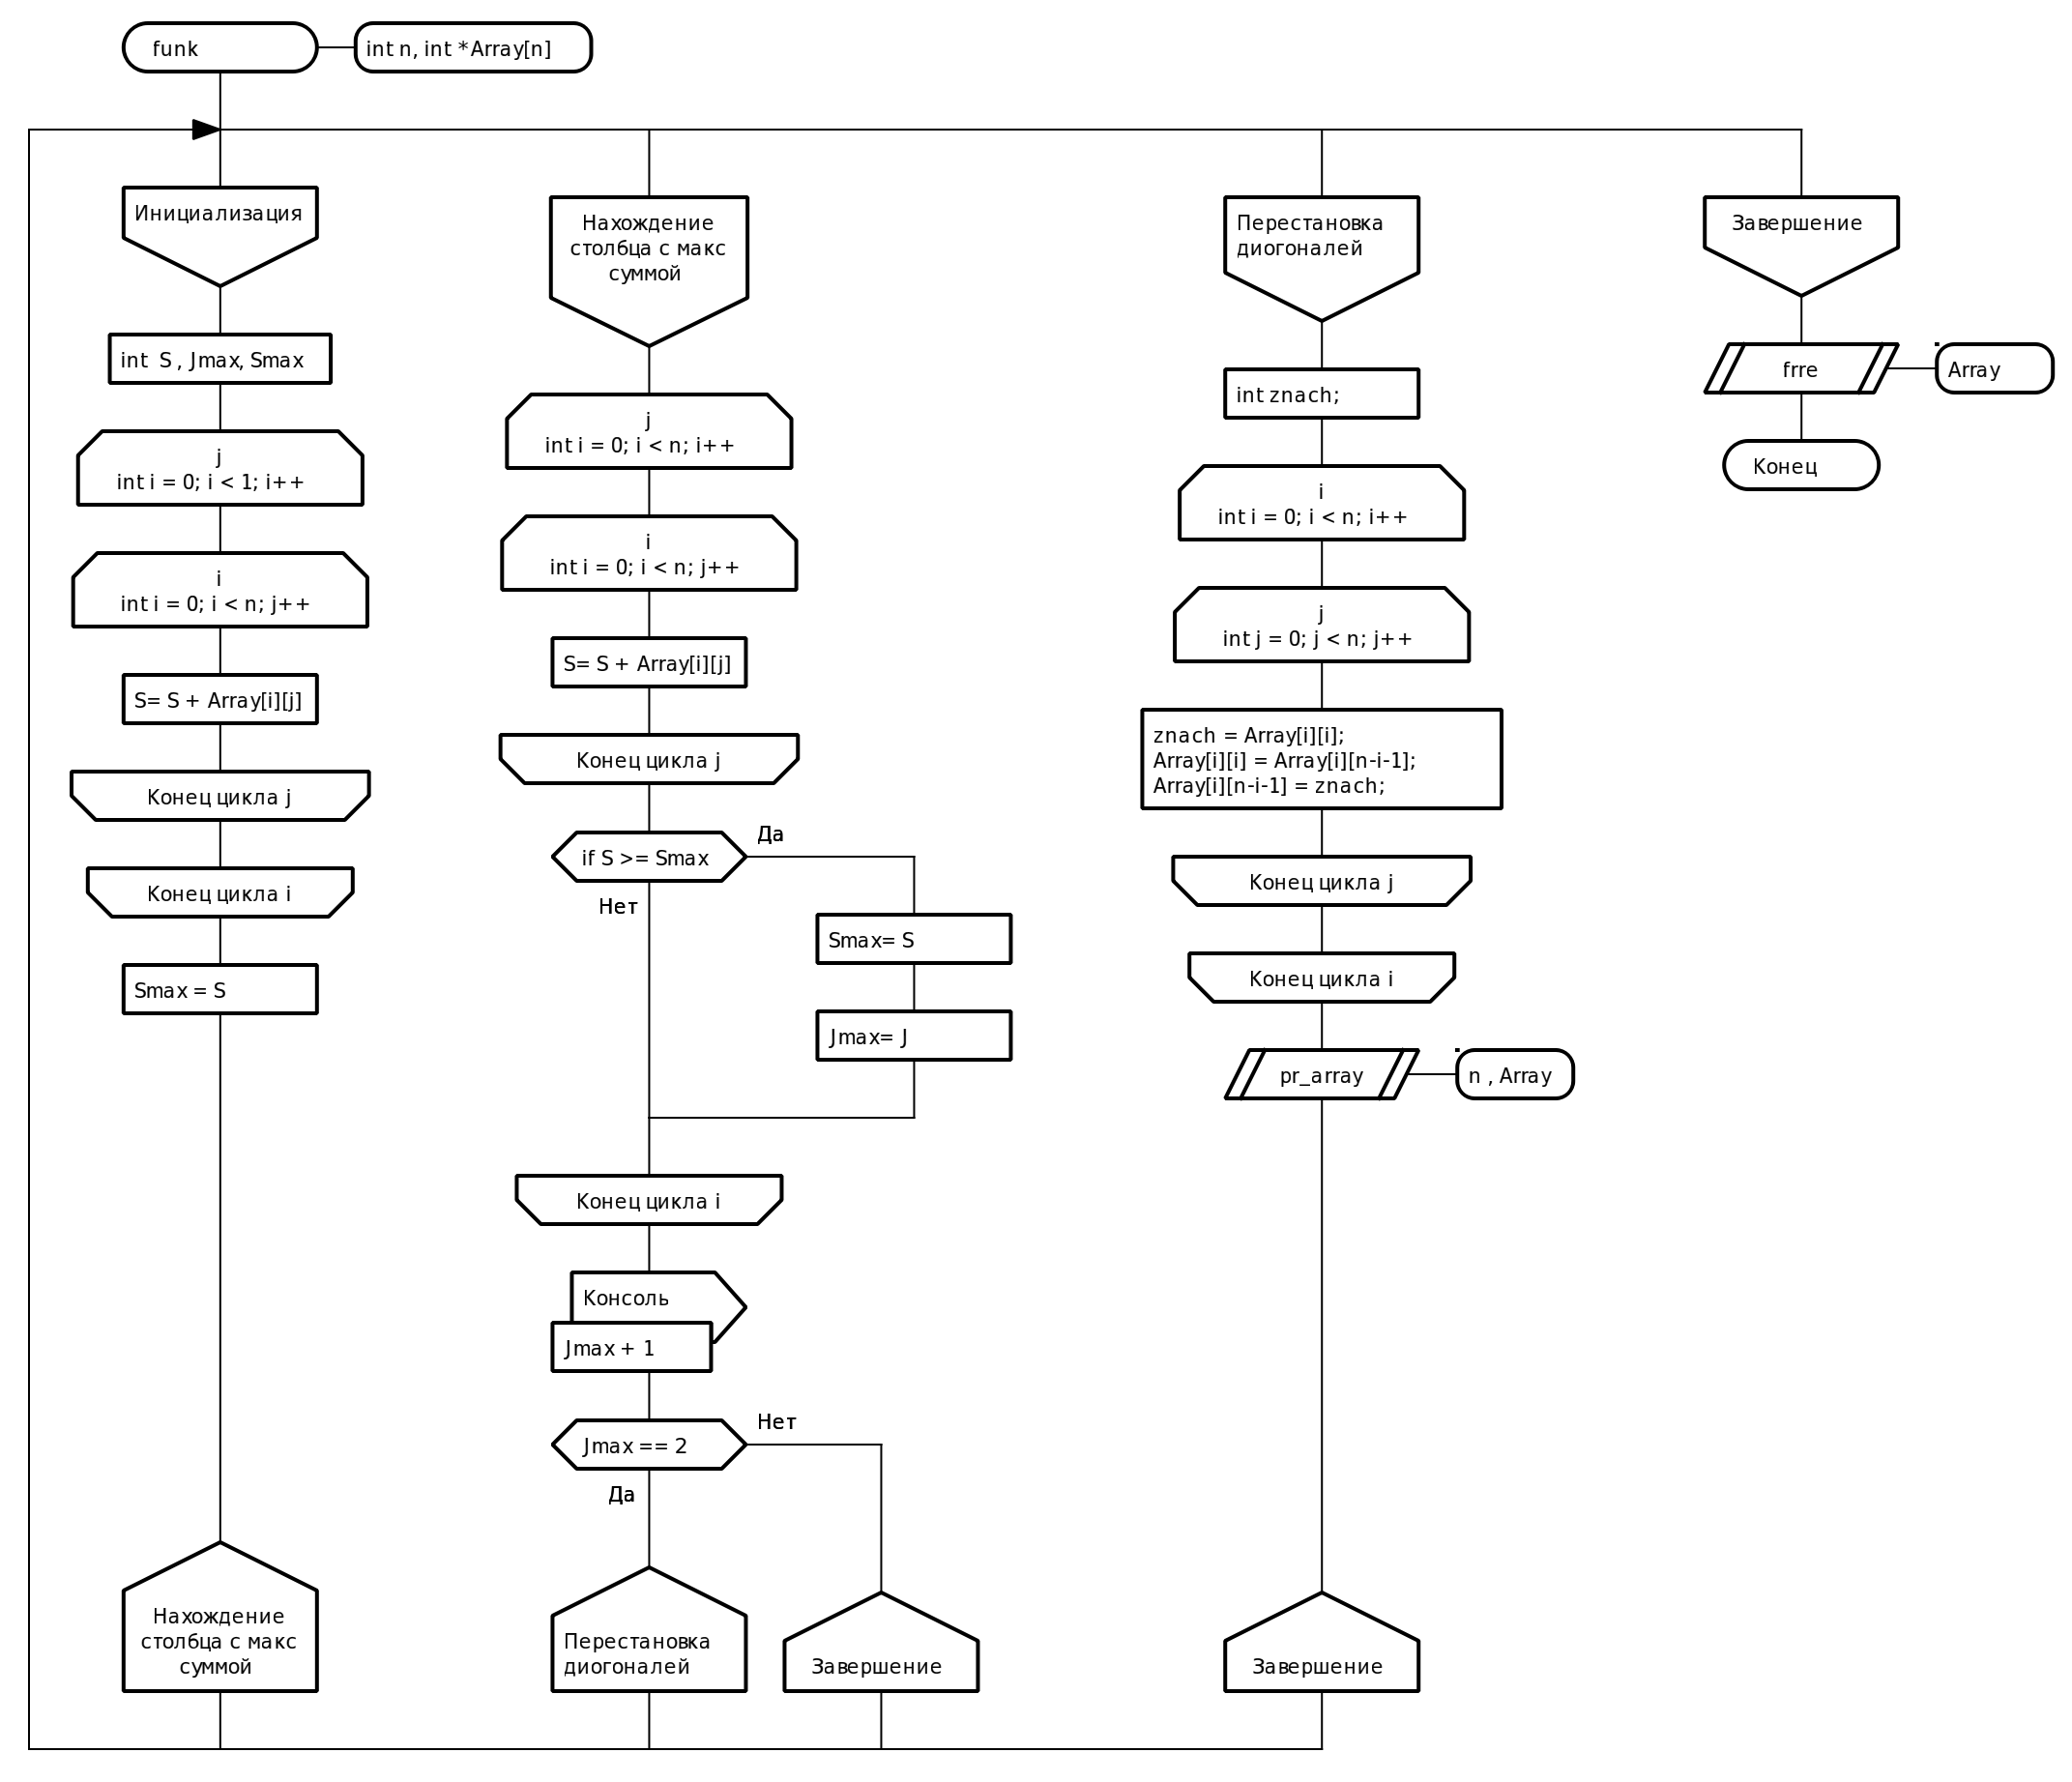 funk
int n, int *Array[n]
Инициализация
int S , Jmax, Smax
j
int i = 0; i < 1; i++
i
int i = 0; i < n; j++
S= S + Array[i][j]
Конец цикла j
Конец цикла i
Smax = S
Нахождение
столбца с макс
суммой
Нахождение
столбца с макс
суммой
j
int i = 0; i < n; i++
i
int i = 0; i < n; j++
S= S + Array[i][j]
Конец цикла j
if S >= Smax
Да
Нет
Smax= S
Jmax= J
Конец цикла i
Консоль
Jmax + 1
Jmax == 2
Нет
Да
Перестановка
диогоналей
Завершение
Перестановка
диогоналей
int znach;
i
int i = 0; i < n; i++
j
int j = 0; j < n; j++
znach = Array[i][i];
Array[i][i] = Array[i][n-i-1];
Array[i][n-i-1] = znach;
Конец цикла j
Конец цикла i
pr_array
n , Array
Завершение
Завершение
frre
Array
Конец